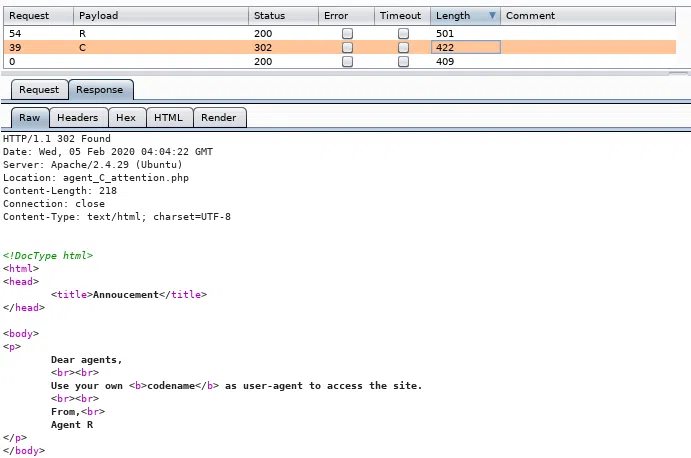 Request Payload Status Error Timeout Length ▼ Comment
54 R 200 501
39 C 302 422
0 200 409
Request Response
Raw Headers Hex HTML Render
HTTP/1.1 302 Found
Date: Wed, 05 Feb 2020 04:04:22 GMT
Server: Apache/2.4.29 (Ubuntu)
Location: agent_C_attention.php
Content-Length: 218
Connection: close
Content-Type: text/html; charset=UTF-8
<!DocType html>
<html>
<head>
<title>Annoucement</title>
</head>
<body>
<p>
Dear agents,
<br><br>
Use your own <b>codename</b> as user-agent to access the site.
<br><br>
From,<br>
Agent R
</p>
</body>